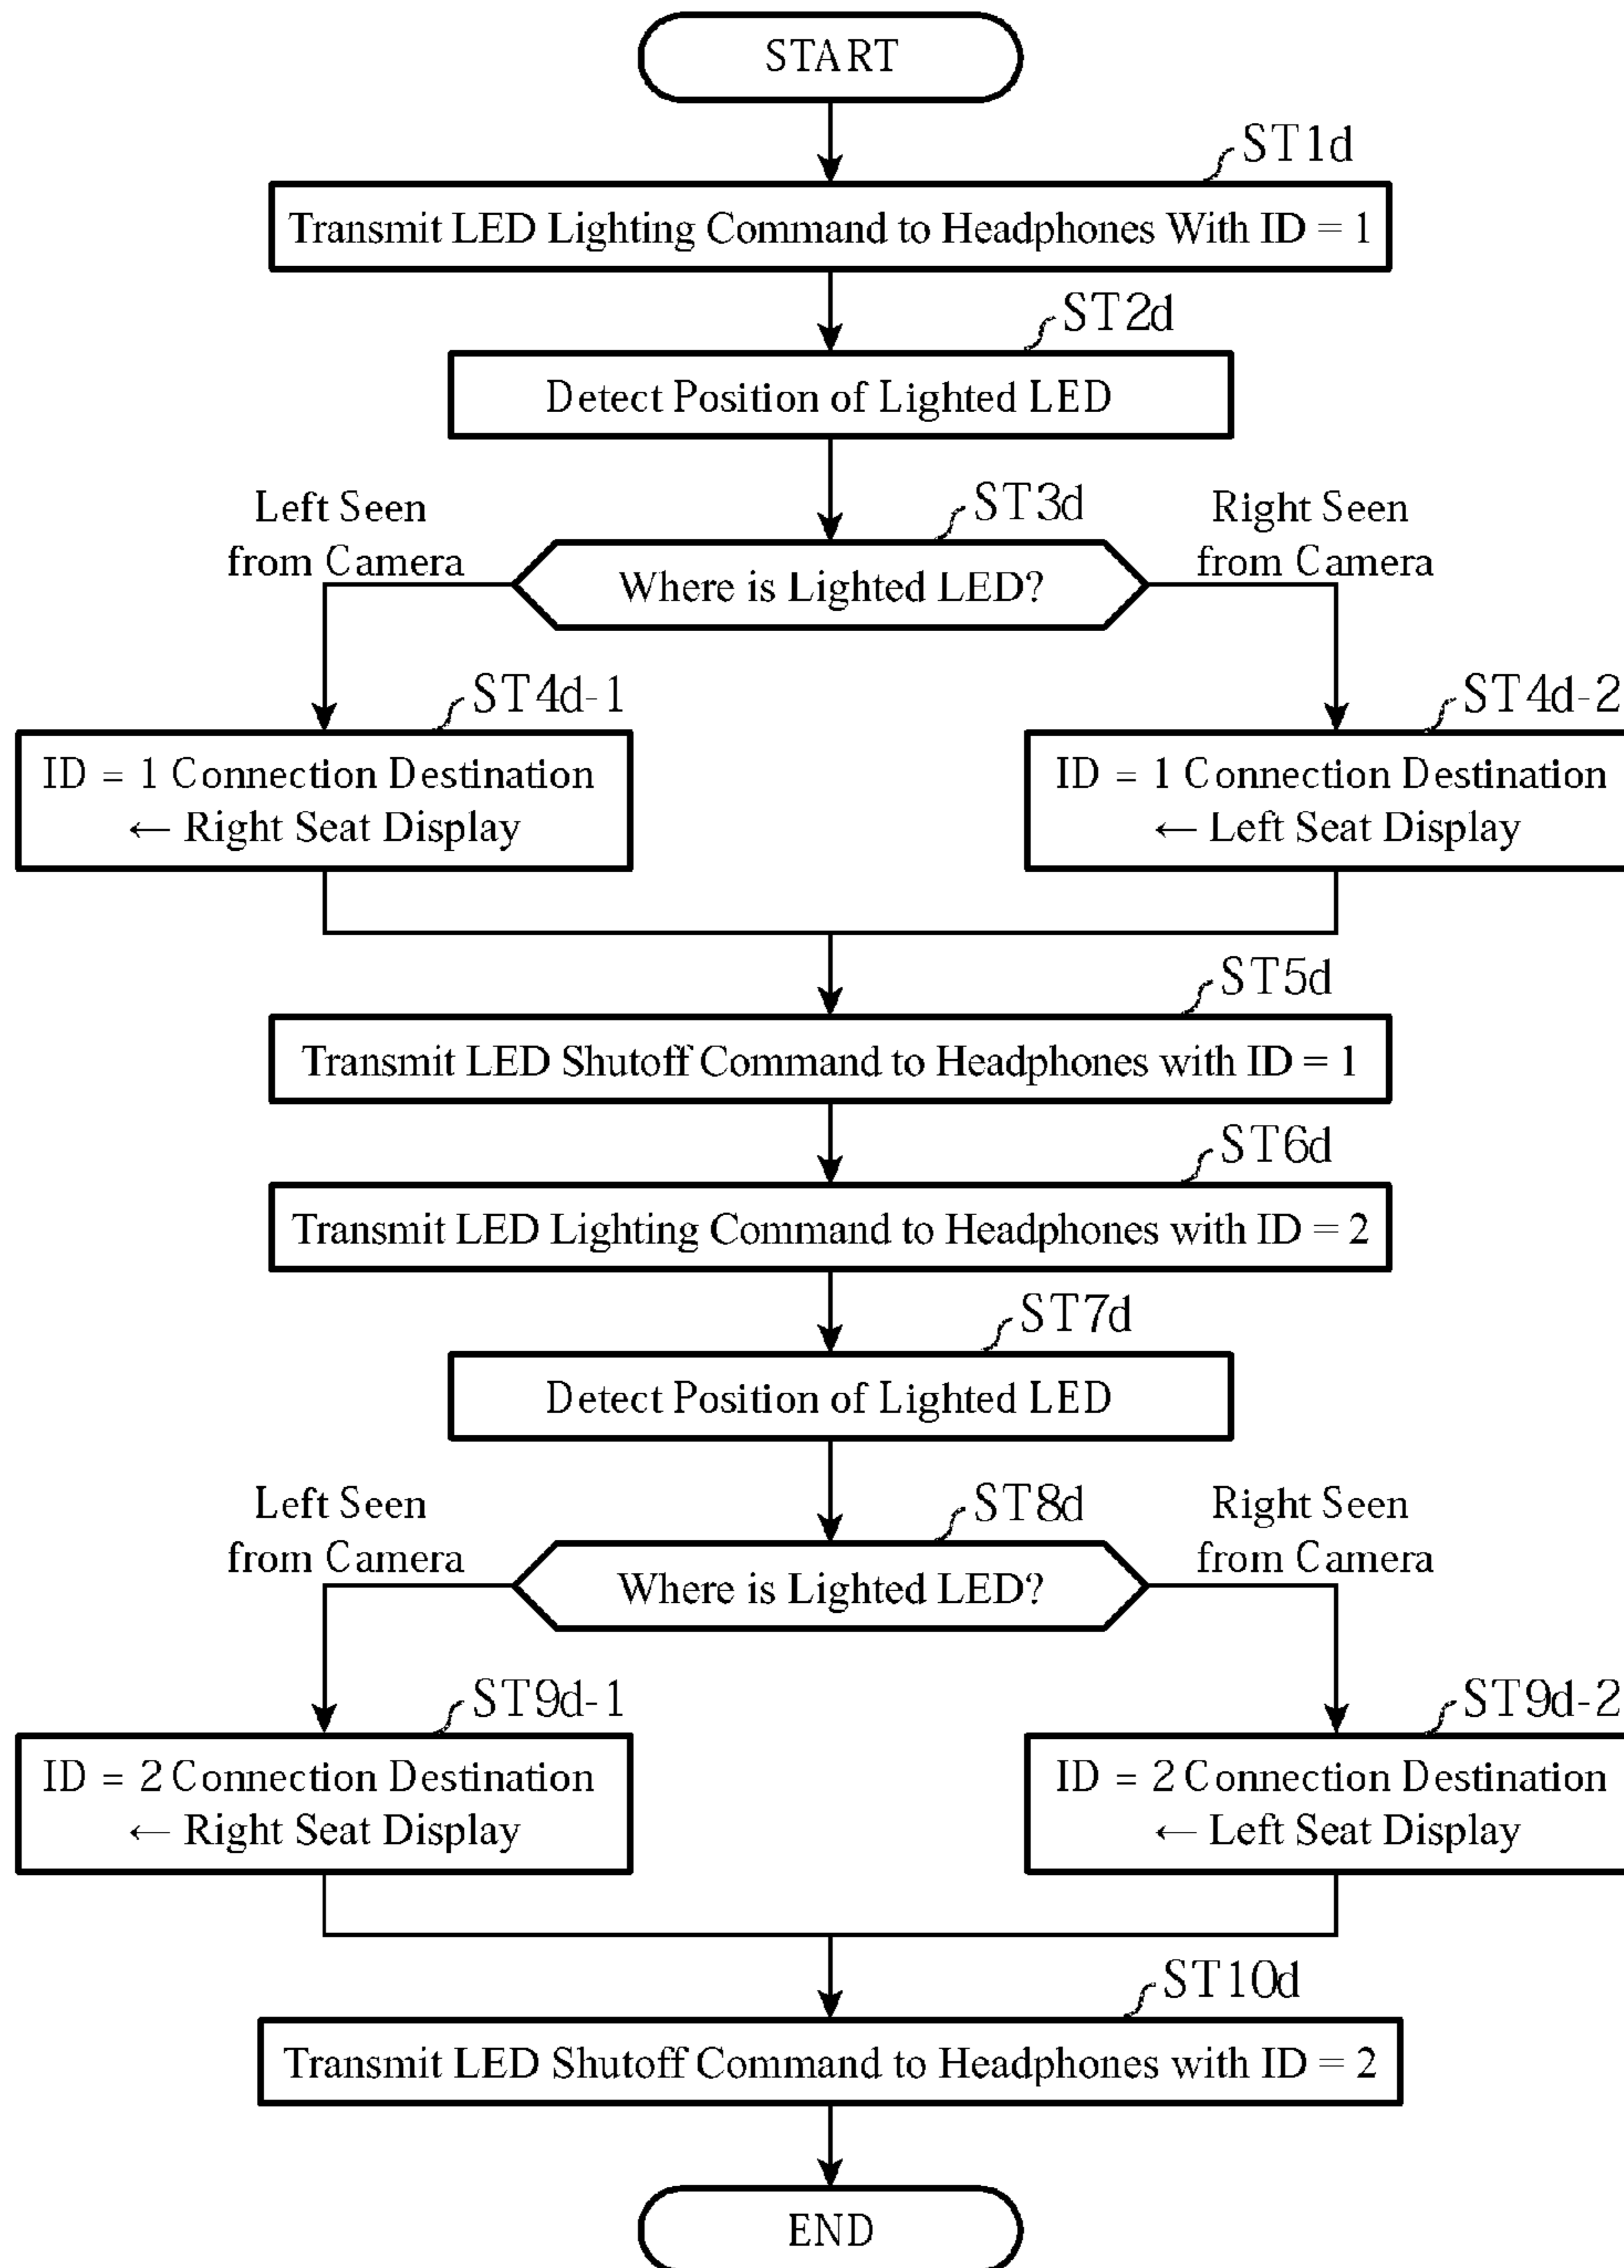 START
ST1d
Transmit LED Lighting Command to Headphones With ID = 1
ST2d
Detect Position of Lighted LED
ST3d
Left Seen
from Camera
Right Seen
from Camera
Where is Lighted LED?
ST4d-1
ID = 1 Connection Destination
← Right Seat Display
ST4d-2
ID = 1 Connection Destination
← Left Seat Display
ST5d
Transmit LED Shutoff Command to Headphones with ID = 1
ST6d
Transmit LED Lighting Command to Headphones with ID = 2
ST7d
Detect Position of Lighted LED
ST8d
Left Seen
from Camera
Right Seen
from Camera
Where is Lighted LED?
ST9d-1
ID = 2 Connection Destination
← Right Seat Display
ST9d-2
ID = 2 Connection Destination
← Left Seat Display
ST10d
Transmit LED Shutoff Command to Headphones with ID = 2
END